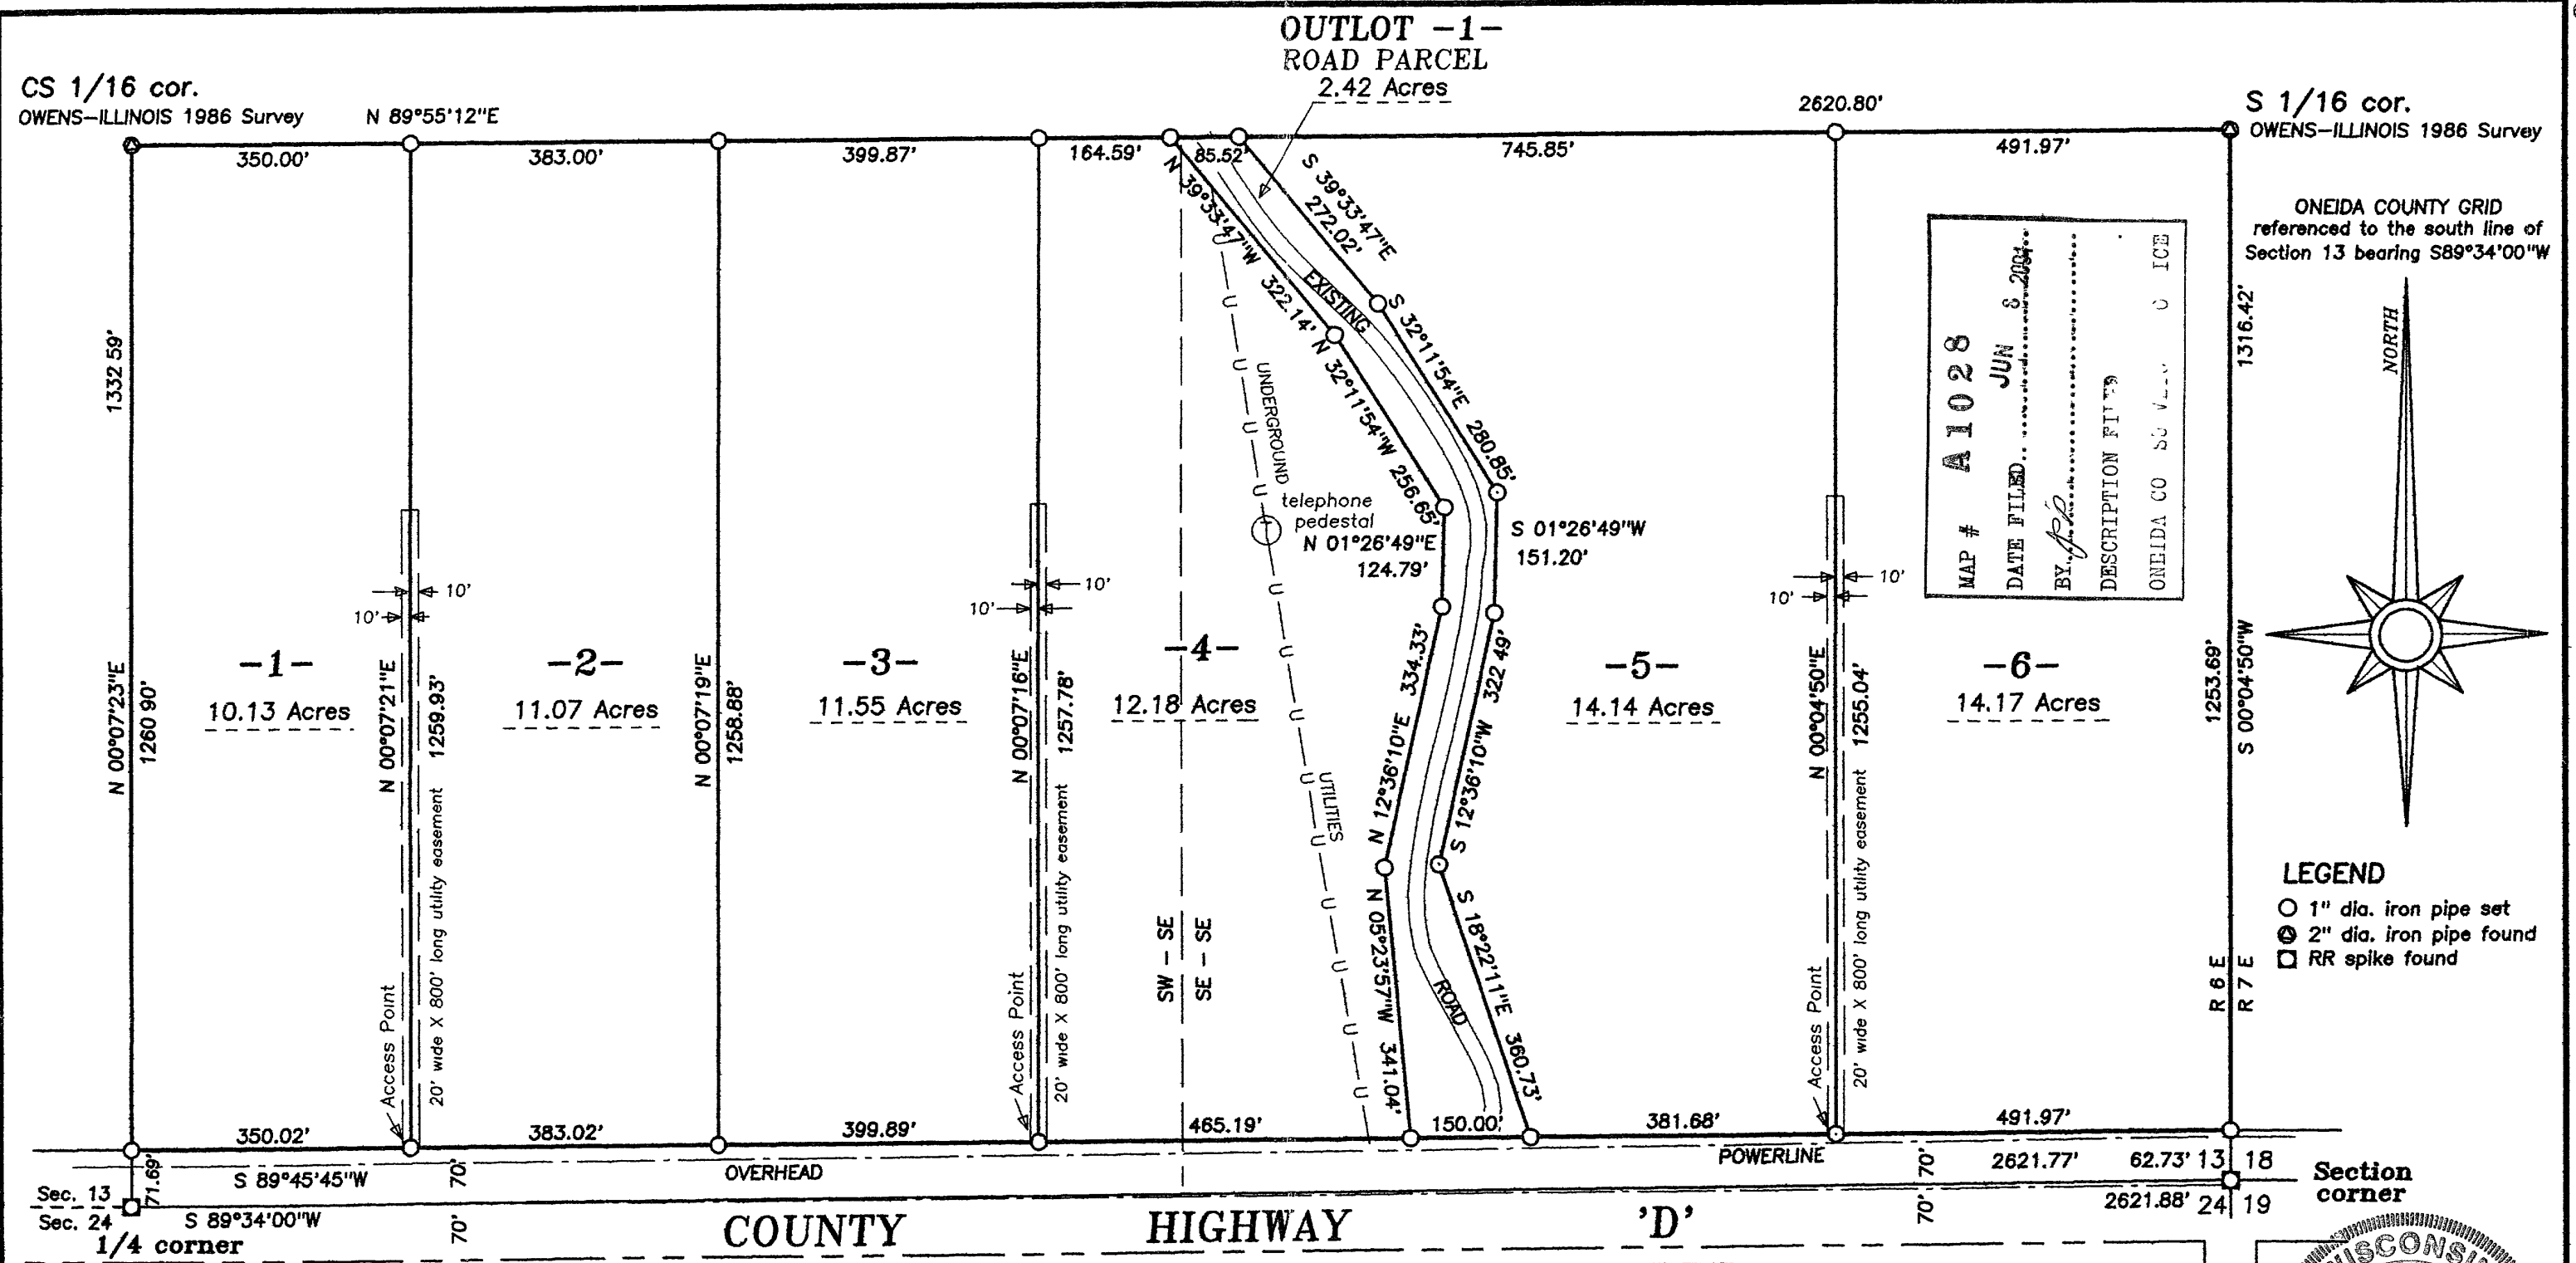 OUTLOT -1-
ROAD PARCEL
2.42 Acres
CS 1/16 cor.
OWENS-ILLINOIS 1986 Survey
N 89°55'12"E
2620.80'
S 1/16 cor.
OWENS-ILLINOIS 1986 Survey
350.00'
383.00'
399.87'
164.59'
85.52'
745.85'
491.97'
ONEIDA COUNTY GRID
referenced to the south line of
Section 13 bearing S89°34'00"W
NORTH
N 39°33'47"W 322.14'
S 39°33'47"E
272.02'
EXISTING
N 32°11'54"W 256.65'
S 32°11'54"E 280.85'
UNDERGROUND
telephone
pedestal
N 01°26'49"E
124.79'
S 01°26'49"W
151.20'
MAP # A1028
DATE FILED JUN 8 2004
BY
DESCRIPTION FILED
ONEIDA CO
1332 59'
1316.42'
10'
10'
10'
10'
10'
10'
-1-
10.13 Acres
-2-
11.07 Acres
-3-
11.55 Acres
-4-
12.18 Acres
-5-
14.14 Acres
-6-
14.17 Acres
N 00°07'23"E
1260 90'
N 00°07'21"E
1259.93'
N 00°07'19"E
1258.88'
N 00°07'16"E
1257.78'
N 12°36'10"E 334.33'
S 12°36'10"W 322 49'
N 00°04'50"E
1255.04'
1253.69'
S 00°04'50"W
UTILITIES
U U U U U U U U U U U U U U U U U
Access Point
20' wide X 800' long utility easement
Access Point
20' wide X 800' long utility easement
SW - SE
SE - SE
N 05°23'57"W 341.04'
ROAD
S 18°22'11"E 360.73'
Access Point
20' wide X 800' long utility easement
R 6 E
R 7 E
LEGEND
1" dia. iron pipe set
2" dia. iron pipe found
RR spike found
350.02'
383.02'
399.89'
465.19'
150.00'
381.68'
491.97'
71.69'
S 89°45'45"W
70'
OVERHEAD
POWERLINE
70'
2621.77'
62.73'
13 18
Section
corner
Sec. 13
Sec. 24
S 89°34'00"W
1/4 corner
70'
COUNTY HIGHWAY 'D'
70'
2621.88'
24 19
WISCONSIN